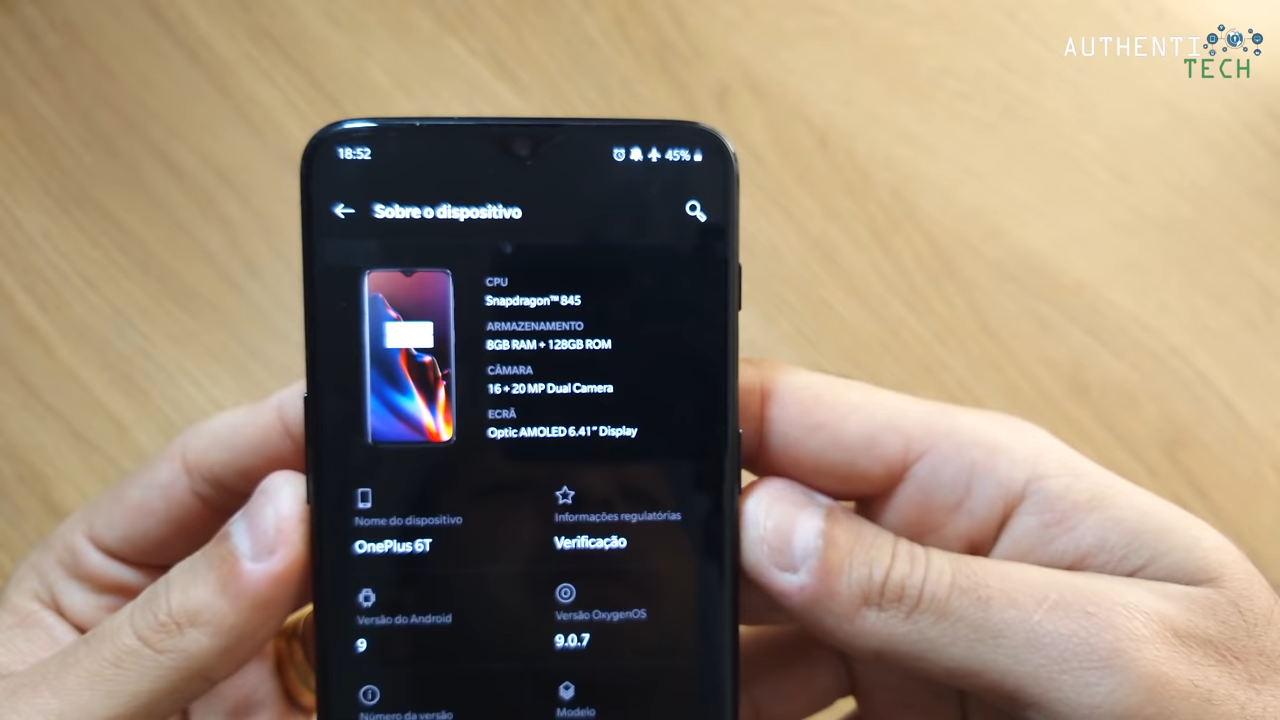 AUTHENTI
TECH
18:52
45%
Sobre o dispositivo
CPU
Snapdragon™ 845
ARMAZENAMENTO
8GB RAM + 128GB ROM
CÂMARA
16 + 20 MP Dual Camera
ECRÃ
Optic AMOLED 6.41" Display
Nome do dispositivo
Informações regulatórias
OnePlus 6T
Verificação
Versão do Android
Versão OxygenOS
9
9.0.7
Número da versão
Modelo